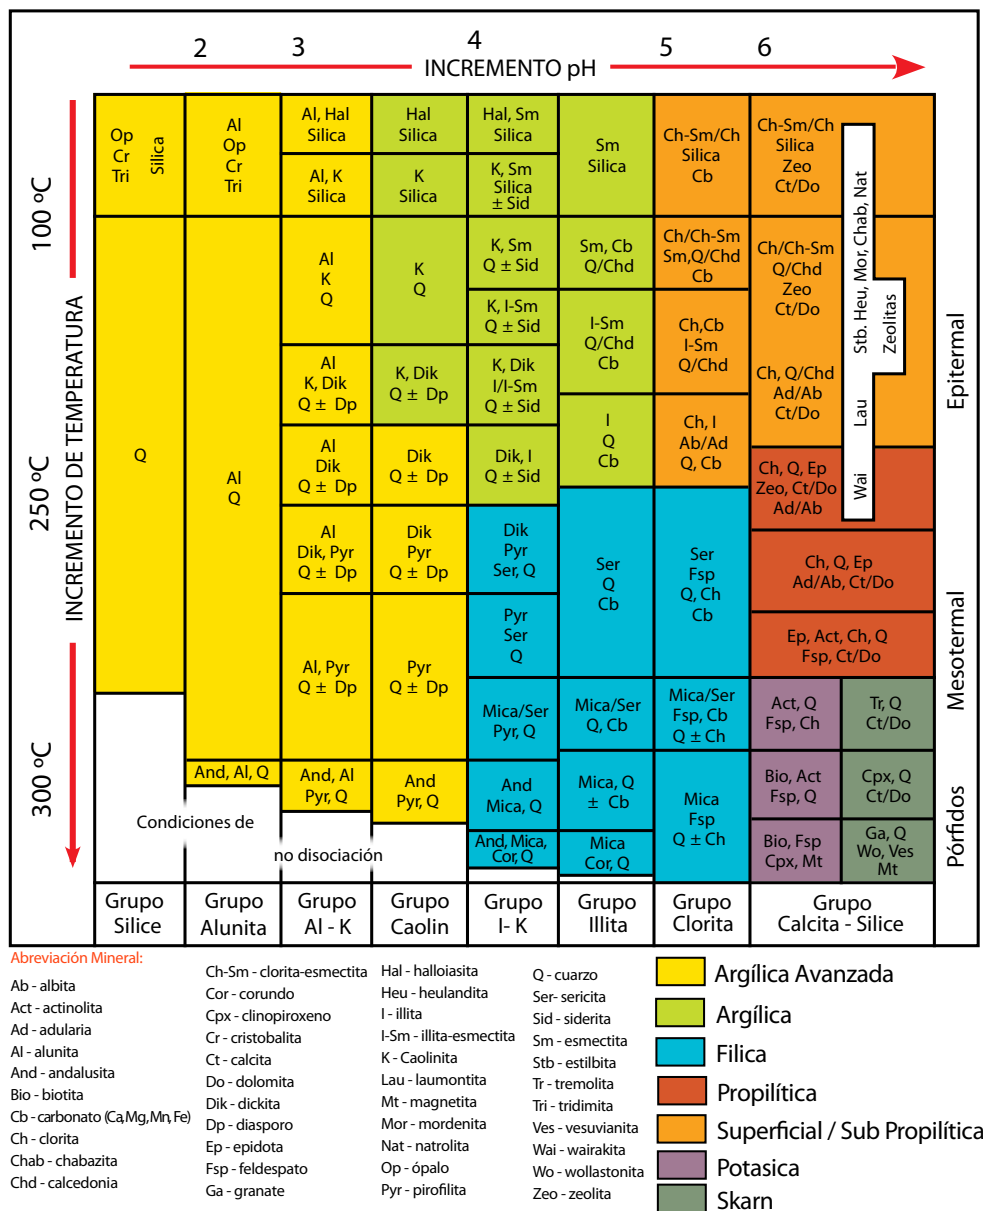 2 3 4 5 6
INCREMENTO pH
100 ºC
250 ºC
300 ºC
INCREMENTO DE TEMPERATURA
Op
Cr
Tri
Silica
Q
Al
Op
Cr
Tri
Al
Q
And, Al, Q
Al, Hal
Silica
Al, K
Silica
Al
K
Q
Al
K, Dik
Q ± Dp
Al
Dik
Q ± Dp
Al
Dik, Pyr
Q ± Dp
Al, Pyr
Q ± Dp
And, Al
Pyr, Q
Hal
Silica
K
Silica
K
Q
K, Dik
Q ± Dp
Dik
Q ± Dp
Dik
Pyr
Q ± Dp
Pyr
Q ± Dp
And
Pyr, Q
Hal, Sm
Silica
K, Sm
Silica
± Sid
K, Sm
Q ± Sid
K, I-Sm
Q ± Sid
K, Dik
I/I-Sm
Q ± Sid
Dik, I
Q ± Sid
Dik
Pyr
Ser, Q
Pyr
Ser
Q
Mica/Ser
Pyr, Q
And
Mica, Q
And, Mica,
Cor, Q
Sm
Silica
Sm, Cb
Q/Chd
I-Sm
Q/Chd
Cb
I
Q
Cb
Ser
Q
Cb
Mica/Ser
Q, Cb
Mica, Q
± Cb
Mica
Cor, Q
Ch-Sm/Ch
Silica
Cb
Ch/Ch-Sm
Sm,Q/Chd
Cb
Ch,Cb
I-Sm
Q/Chd
Ch, I
Ab/Ad
Q, Cb
Ser
Fsp
Q, Ch
Cb
Mica/Ser
Fsp, Cb
Q ± Ch
Mica
Fsp
Q ± Ch
Ch-Sm/Ch
Silica
Zeo
Ct/Do
Ch/Ch-Sm
Q/Chd
Zeo
Ct/Do
Ch, Q/Chd
Ad/Ab
Ct/Do
Ch, Q, Ep
Zeo, Ct/Do
Ad/Ab
Ch, Q, Ep
Ad/Ab, Ct/Do
Ep, Act, Ch, Q
Fsp, Ct/Do
Act, Q
Fsp, Ch
Tr, Q
Ct/Do
Bio, Act
Fsp, Q
Cpx, Q
Ct/Do
Bio, Fsp
Cpx, Mt
Ga, Q
Wo, Ves
Mt
Stb. Heu, Mor, Chab, Nat
Zeolitas
Lau
Wai
Epitermal
Mesotermal
Pórfidos
Condiciones de
no disociación
Grupo
Silice
Grupo
Alunita
Grupo
Al - K
Grupo
Caolin
Grupo
I- K
Grupo
Illita
Grupo
Clorita
Grupo
Calcita - Silice
Abreviación Mineral:
Ab - albita
Act - actinolita
Ad - adularia
Al - alunita
And - andalusita
Bio - biotita
Cb - carbonato (Ca,Mg,Mn, Fe)
Ch - clorita
Chab - chabazita
Chd - calcedonia
Ch-Sm - clorita-esmectita
Cor - corundo
Cpx - clinopiroxeno
Cr - cristobalita
Ct - calcita
Do - dolomita
Dik - dickita
Dp - diasporo
Ep - epidota
Fsp - feldespato
Ga - granate
Hal - halloiasita
Heu - heulandita
I - illita
I-Sm - illita-esmectita
K - Caolinita
Lau - laumontita
Mt - magnetita
Mor - mordenita
Nat - natrolita
Op - ópalo
Pyr - pirofilita
Q - cuarzo
Ser- sericita
Sid - siderita
Sm - esmectita
Stb - estilbita
Tr - tremolita
Tri - tridimita
Ves - vesuvianita
Wai - wairakita
Wo - wollastonita
Zeo - zeolita
Argílica Avanzada
Argílica
Filica
Propilítica
Superficial / Sub Propilítica
Potasica
Skarn